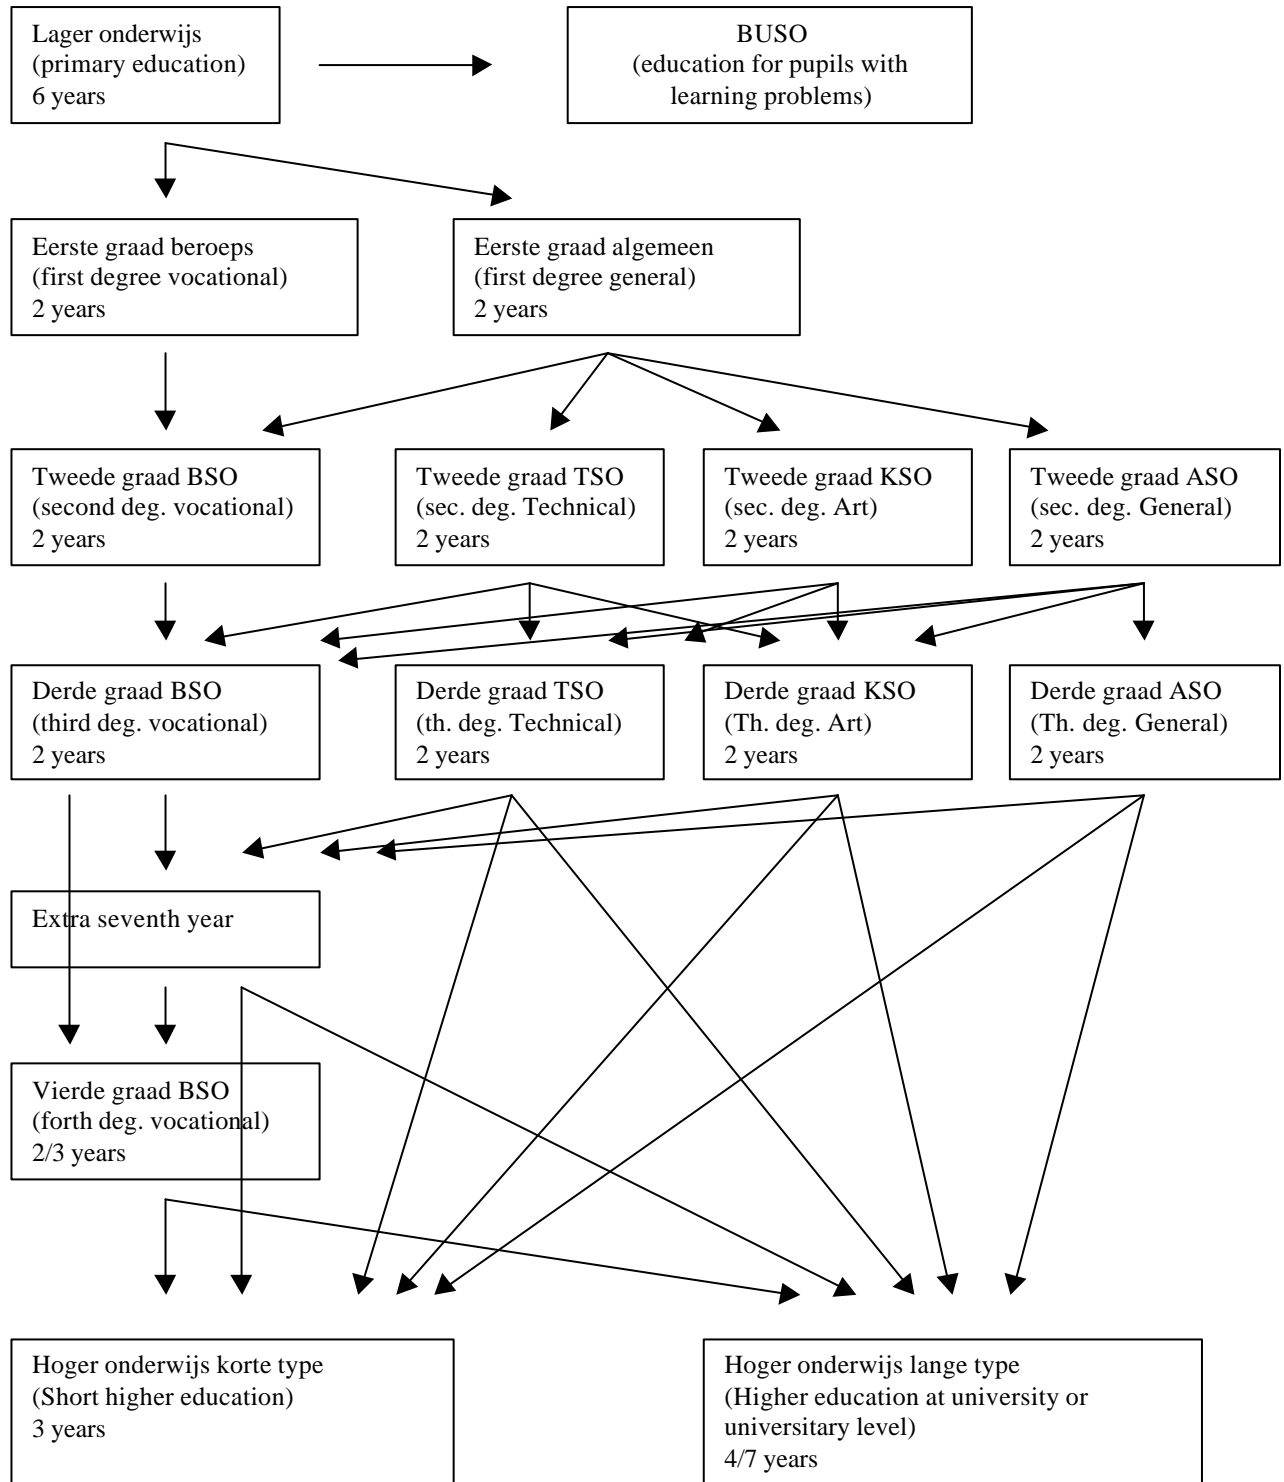 Lager onderwijs
(primary education)
6 years
BUSO
(education for pupils with
learning problems)
Eerste graad beroeps
(first degree vocational)
2 years
Eerste graad algemeen
(first degree general)
2 years
Tweede graad BSO
(second deg. vocational)
2 years
Tweede graad TSO
(sec. deg. Technical)
2 years
Tweede graad KSO
(sec. deg. Art)
2 years
Tweede graad ASO
(sec. deg. General)
2 years
Derde graad BSO
(third deg. vocational)
2 years
Derde graad TSO
(th. deg. Technical)
2 years
Derde graad KSO
(Th. deg. Art)
2 years
Derde graad ASO
(Th. deg. General)
2 years
Extra seventh year
Vierde graad BSO
(forth deg. vocational)
2/3 years
Hoger onderwijs korte type
(Short higher education)
3 years
Hoger onderwijs lange type
(Higher education at university or
universitary level)
4/7 years